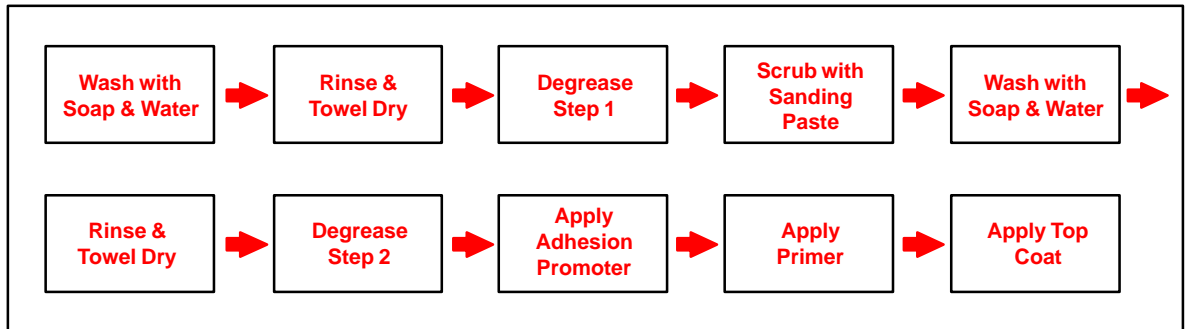 Wash with
Soap & Water
Rinse &
Towel Dry
Degrease
Step 1
Scrub with
Sanding
Paste
Wash with
Soap & Water
Rinse &
Towel Dry
Degrease
Step 2
Apply
Adhesion
Promoter
Apply
Primer
Apply Top
Coat